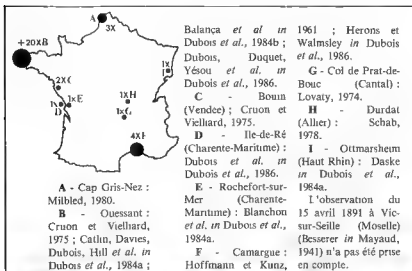 A
3X
+20XB
2XC
1X
D
1XE
1XH
1XG
4XF
1X
I
A - Cap Gris-Nez :
Milbled, 1980.
B - Ouessant :
Cruon et Vielliard,
1975 ; Catlin, Davies,
Dubois, Hill et al. in
Dubois et al., 1984a ;
Balança et al in
Dubois et al., 1984b ;
Dubois, Duquet,
Yésou et al. in
Dubois et al., 1986.
C - Bouin
(Vendee) ; Cruon et
Vielliard, 1975.
D - Ile-de-Ré
(Charente-Maritime) :
Dubois et al. in
Dubois et al., 1986.
E - Rochefort-sur-
Mer (Charente-
Maritime) : Blanchon
et al. in Dubois et al.,
1984a.
F - Camargue :
Hoffmann et Kunz,
1961 ; Herons et
Walmsley in Dubois
et al., 1986.
G - Col de Prat-de-
Bouc (Cantal) :
Lovaty, 1974.
H - Durdat
(Allier) : Schab,
1978.
I - Ottmarsheim
(Haut Rhin) : Daske
in Dubois et al.,
1984a.
L'observation du
15 avril 1891 à Vic-
sur-Seille (Moselle)
(Besserer in Mayaud,
1941) n'a pas été prise
en compte.